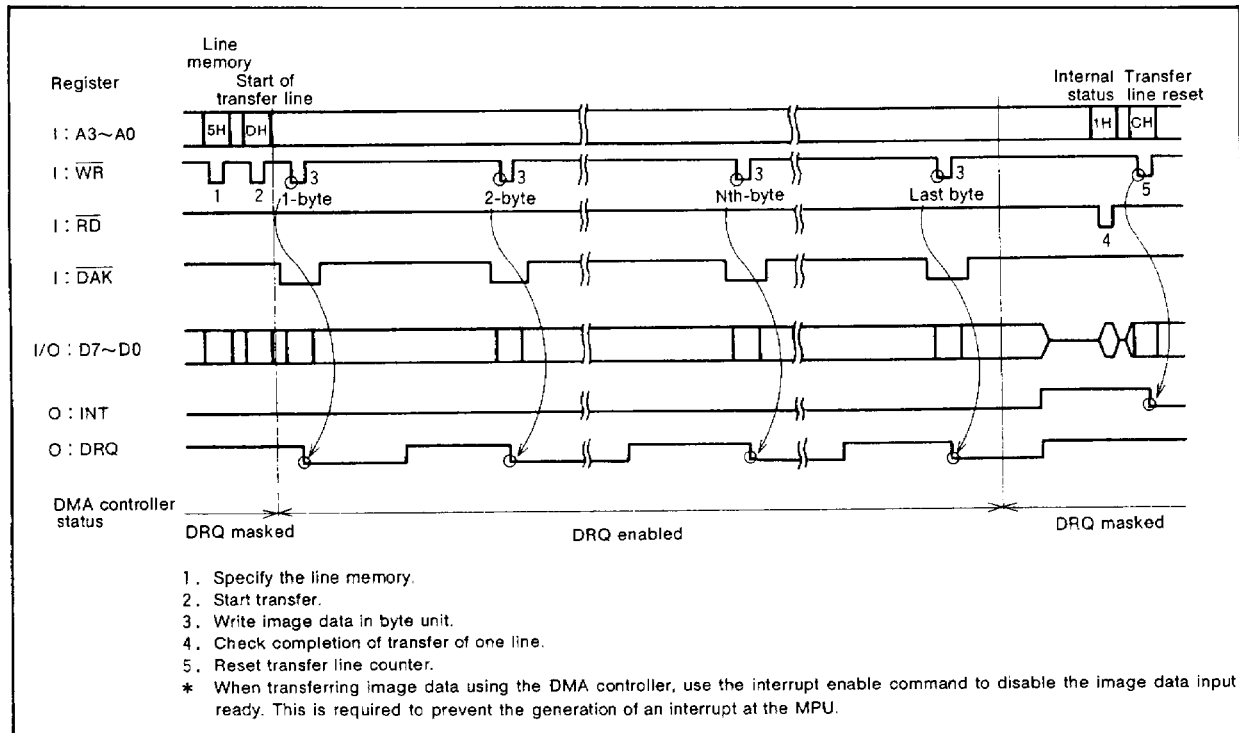 Line
memory
Register
Start of
transfer line
Internal Transfer
status line reset
I : A3~A0
5H DH 1H CH
I : WR
3 3 3 3
1 2 1-byte 2-byte Nth-byte Last byte 5
I : RD
4
I : DAK
I/O : D7~D0
O : INT
O : DRQ
DMA controller
status
DRQ masked DRQ enabled DRQ masked
1. Specify the line memory.
2. Start transfer.
3. Write image data in byte unit.
4. Check completion of transfer of one line.
5. Reset transfer line counter.
* When transferring image data using the DMA controller, use the interrupt enable command to disable the image data input
ready. This is required to prevent the generation of an interrupt at the MPU.